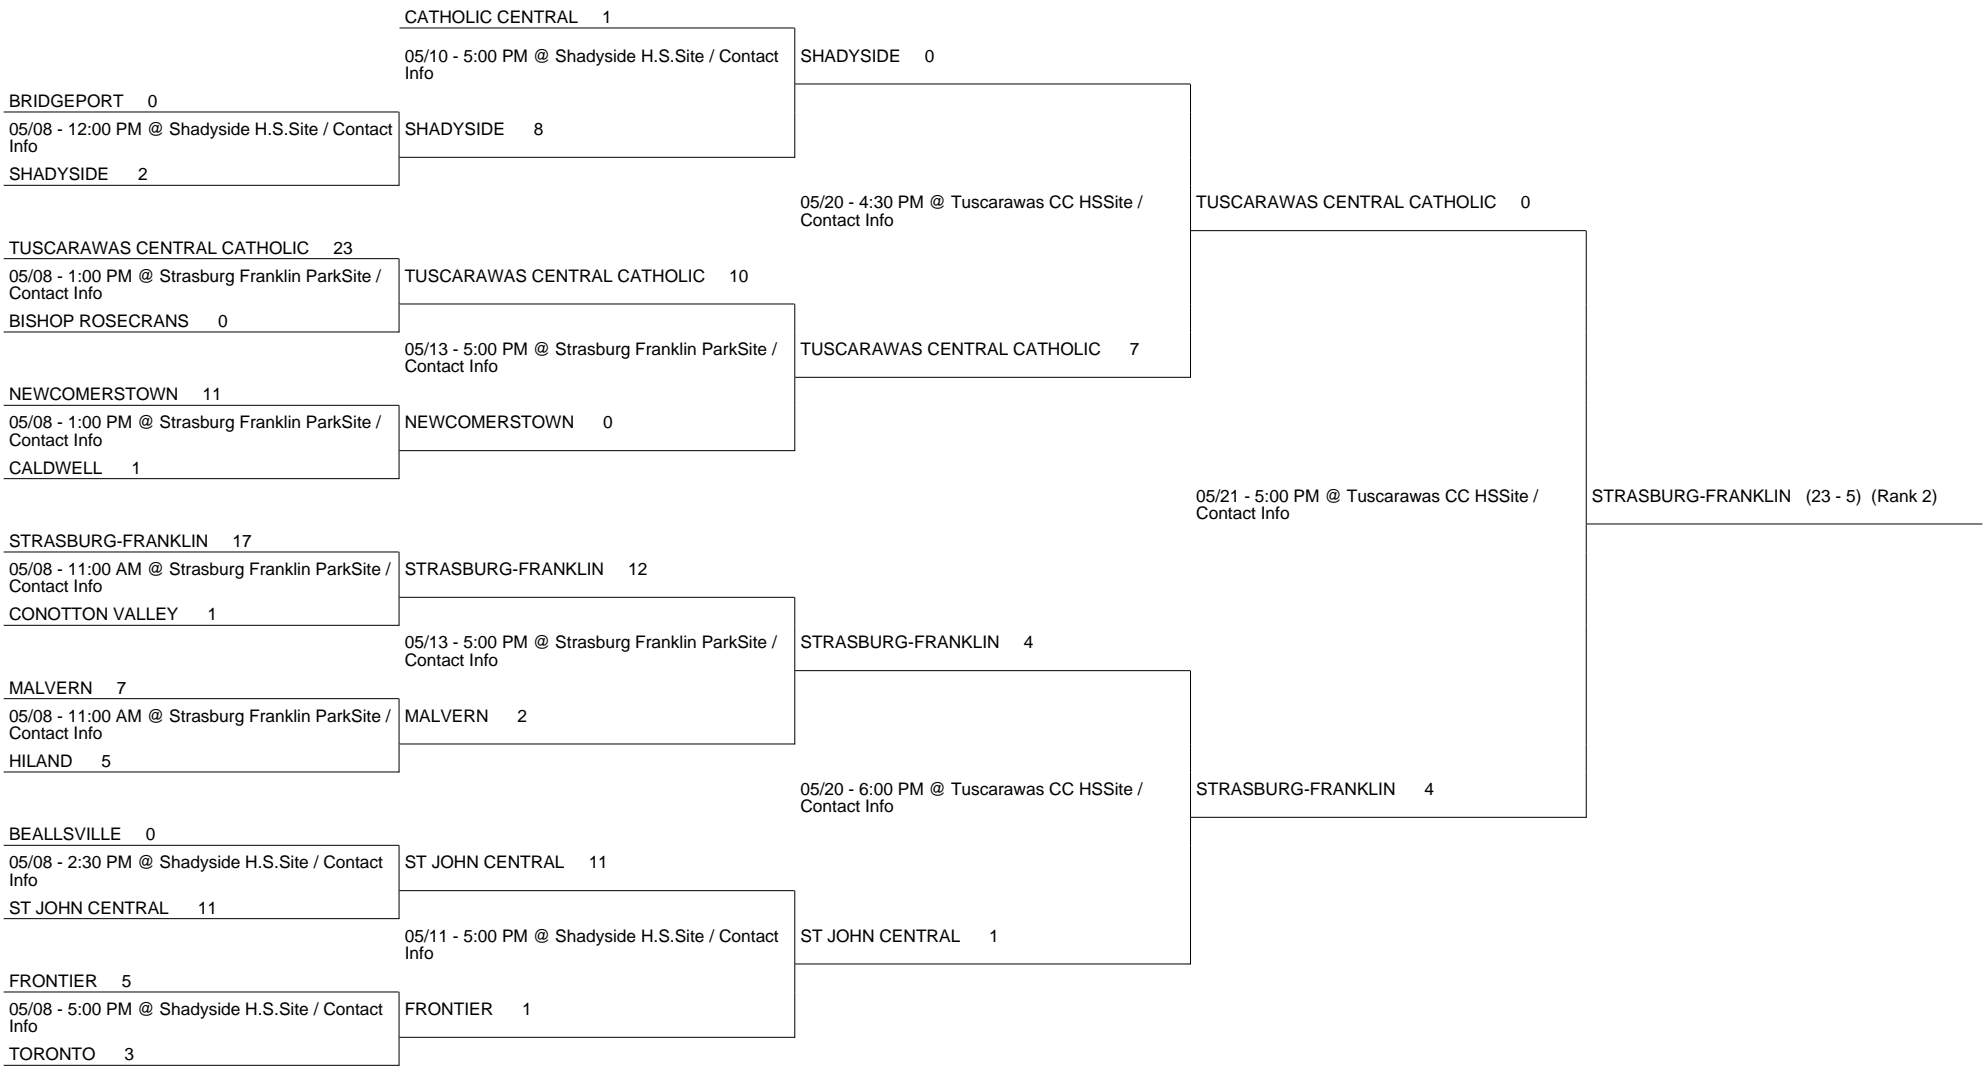 CATHOLIC CENTRAL 1
05/10 - 5:00 PM @ Shadyside H.S.Site / Contact
Info
SHADYSIDE 0
BRIDGEPORT 0
05/08 - 12:00 PM @ Shadyside H.S.Site / Contact
Info
SHADYSIDE 8
SHADYSIDE 2
05/20 - 4:30 PM @ Tuscarawas CC HSSite /
Contact Info
TUSCARAWAS CENTRAL CATHOLIC 0
TUSCARAWAS CENTRAL CATHOLIC 23
05/08 - 1:00 PM @ Strasburg Franklin ParkSite /
Contact Info
TUSCARAWAS CENTRAL CATHOLIC 10
BISHOP ROSECRANS 0
05/13 - 5:00 PM @ Strasburg Franklin ParkSite /
Contact Info
TUSCARAWAS CENTRAL CATHOLIC 7
NEWCOMERSTOWN 11
05/08 - 1:00 PM @ Strasburg Franklin ParkSite /
Contact Info
NEWCOMERSTOWN 0
CALDWELL 1
05/21 - 5:00 PM @ Tuscarawas CC HSSite /
Contact Info
STRASBURG-FRANKLIN (23 - 5) (Rank 2)
STRASBURG-FRANKLIN 17
05/08 - 11:00 AM @ Strasburg Franklin ParkSite /
Contact Info
STRASBURG-FRANKLIN 12
CONOTTON VALLEY 1
05/13 - 5:00 PM @ Strasburg Franklin ParkSite /
Contact Info
STRASBURG-FRANKLIN 4
MALVERN 7
05/08 - 11:00 AM @ Strasburg Franklin ParkSite /
Contact Info
MALVERN 2
HILAND 5
05/20 - 6:00 PM @ Tuscarawas CC HSSite /
Contact Info
STRASBURG-FRANKLIN 4
BEALLSVILLE 0
05/08 - 2:30 PM @ Shadyside H.S.Site / Contact
Info
ST JOHN CENTRAL 11
ST JOHN CENTRAL 11
05/11 - 5:00 PM @ Shadyside H.S.Site / Contact
Info
ST JOHN CENTRAL 1
FRONTIER 5
05/08 - 5:00 PM @ Shadyside H.S.Site / Contact
Info
FRONTIER 1
TORONTO 3